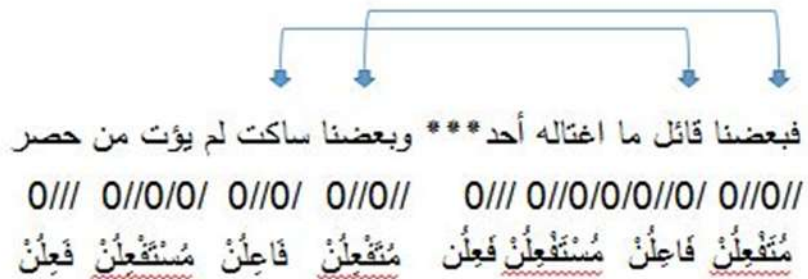 فبعضنا قائل ما اغتاله أحد*** وبعضنا ساكت لم يؤت من حصر
0//0// 0//0/0/0//0/ 0/// 0//0// 0//0/ 0//0/0/ 0///
مُتَفْعِلُنْ فَاعِلُنْ مُسْتَفْعِلُنْ فَعِلُن مُتَفْعِلُنْ فَاعِلُنْ مُسْتَفْعِلُنْ فَعِلُنْ